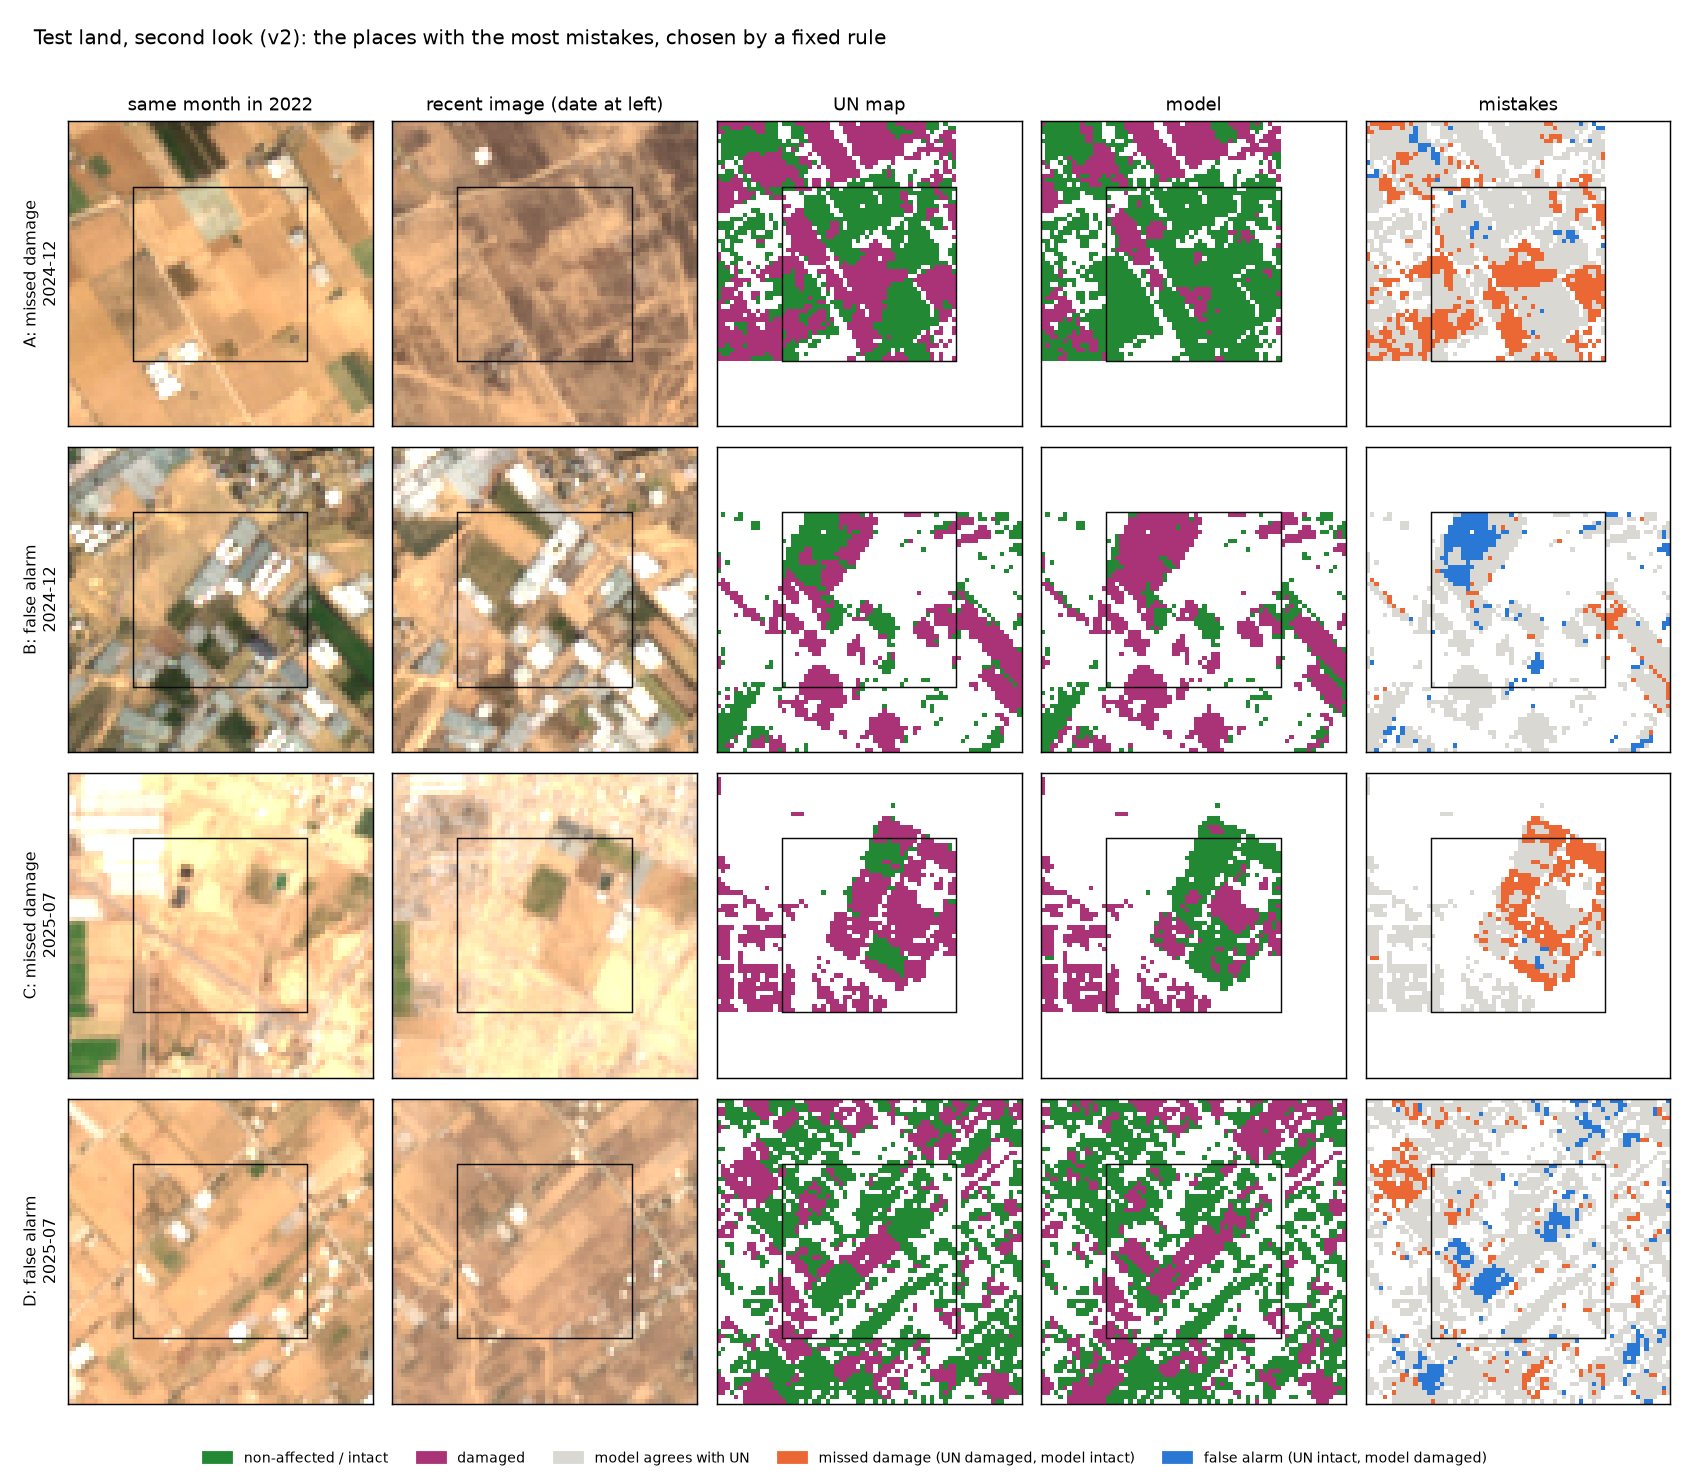 Test land, second look (v2): the places with the most mistakes, chosen by a fixed rule
same month in 2022
recent image (date at left)
UN map
model
mistakes
A: missed damage
2024-12
B: false alarm
2024-12
C: missed damage
2025-07
D: false alarm
2025-07
non-affected / intact
damaged
model agrees with UN
missed damage (UN damaged, model intact)
false alarm (UN intact, model damaged)